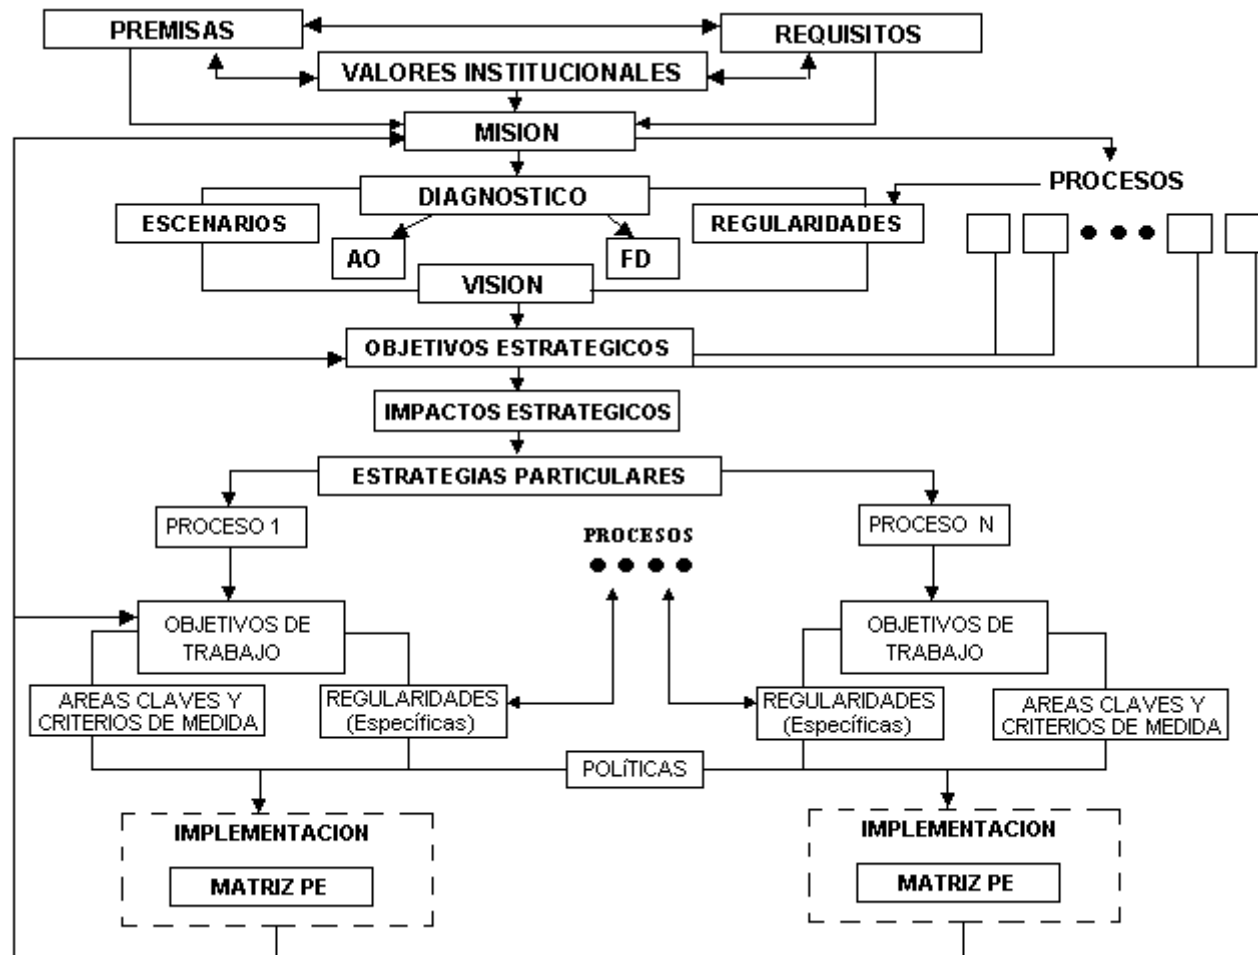 PREMISAS
REQUISITOS
VALORES INSTITUCIONALES
MISION
DIAGNOSTICO
PROCESOS
ESCENARIOS
REGULARIDADES
AO
FD
VISION
OBJETIVOS ESTRATEGICOS
IMPACTOS ESTRATEGICOS
ESTRATEGIAS PARTICULARES
PROCESO 1
PROCESOS
PROCESO N
OBJETIVOS DE
TRABAJO
OBJETIVOS DE
TRABAJO
AREAS CLAVES Y
CRITERIOS DE MEDIDA
REGULARIDADES
(Específicas)
REGULARIDADES
(Específicas)
AREAS CLAVES Y
CRITERIOS DE MEDIDA
POLíTICAS
IMPLEMENTACION
MATRIZ PE
IMPLEMENTACION
MATRIZ PE